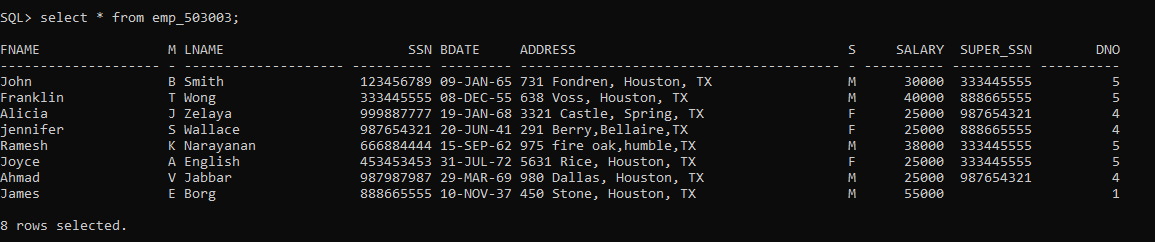 SQL> select * from emp_503003;
FNAME                M LNAME                      SSN BDATE     ADDRESS                                  S     SALARY  SUPER_SSN        DNO
-------------------- - -------------------- ---------- --------- ---------------------------------------- - ---------- ---------- ----------
John                 B Smith                123456789 09-JAN-65 731 Fondren, Houston, TX                 M      30000  333445555          5
Franklin             T Wong                 333445555 08-DEC-55 638 Voss, Houston, TX                    M      40000  888665555          5
Alicia               J Zelaya               999887777 19-JAN-68 3321 Castle, Spring, TX                  F      25000  987654321          4
jennifer             S Wallace              987654321 20-JUN-41 291 Berry,Bellaire,TX                    F      25000  888665555          4
Ramesh               K Narayanan            666884444 15-SEP-62 975 fire oak,humble,TX                   M      38000  333445555          5
Joyce                A English              453453453 31-JUL-72 5631 Rice, Houston, TX                   F      25000  333445555          5
Ahmad                V Jabbar               987987987 29-MAR-69 980 Dallas, Houston, TX                  M      25000  987654321          4
James                E Borg                 888665555 10-NOV-37 450 Stone, Houston, TX                   M      55000                     1
8 rows selected.